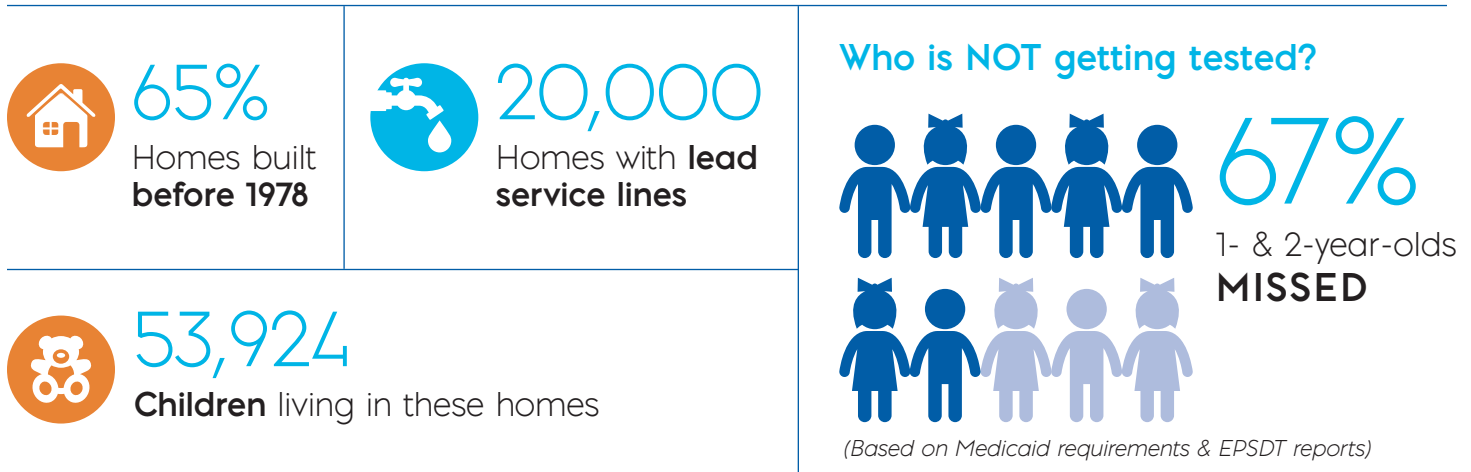 65%
Homes built
before 1978
20,000
Homes with lead
service lines
53,924
Children living in these homes
Who is NOT getting tested?
67%
1- & 2-year-olds
MISSED
(Based on Medicaid requirements & EPSDT reports)